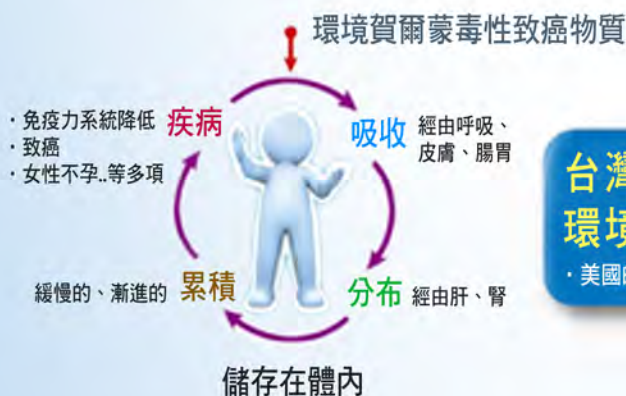 環境賀爾蒙毒性致癌物質
・免疫力系統降低
・致癌
・女性不孕..等多項
疾病
吸收
經由呼吸、
皮膚、腸胃
台灣
環境
・美國
緩慢的、漸進的
累積
分布
經由肝、腎
儲存在體內